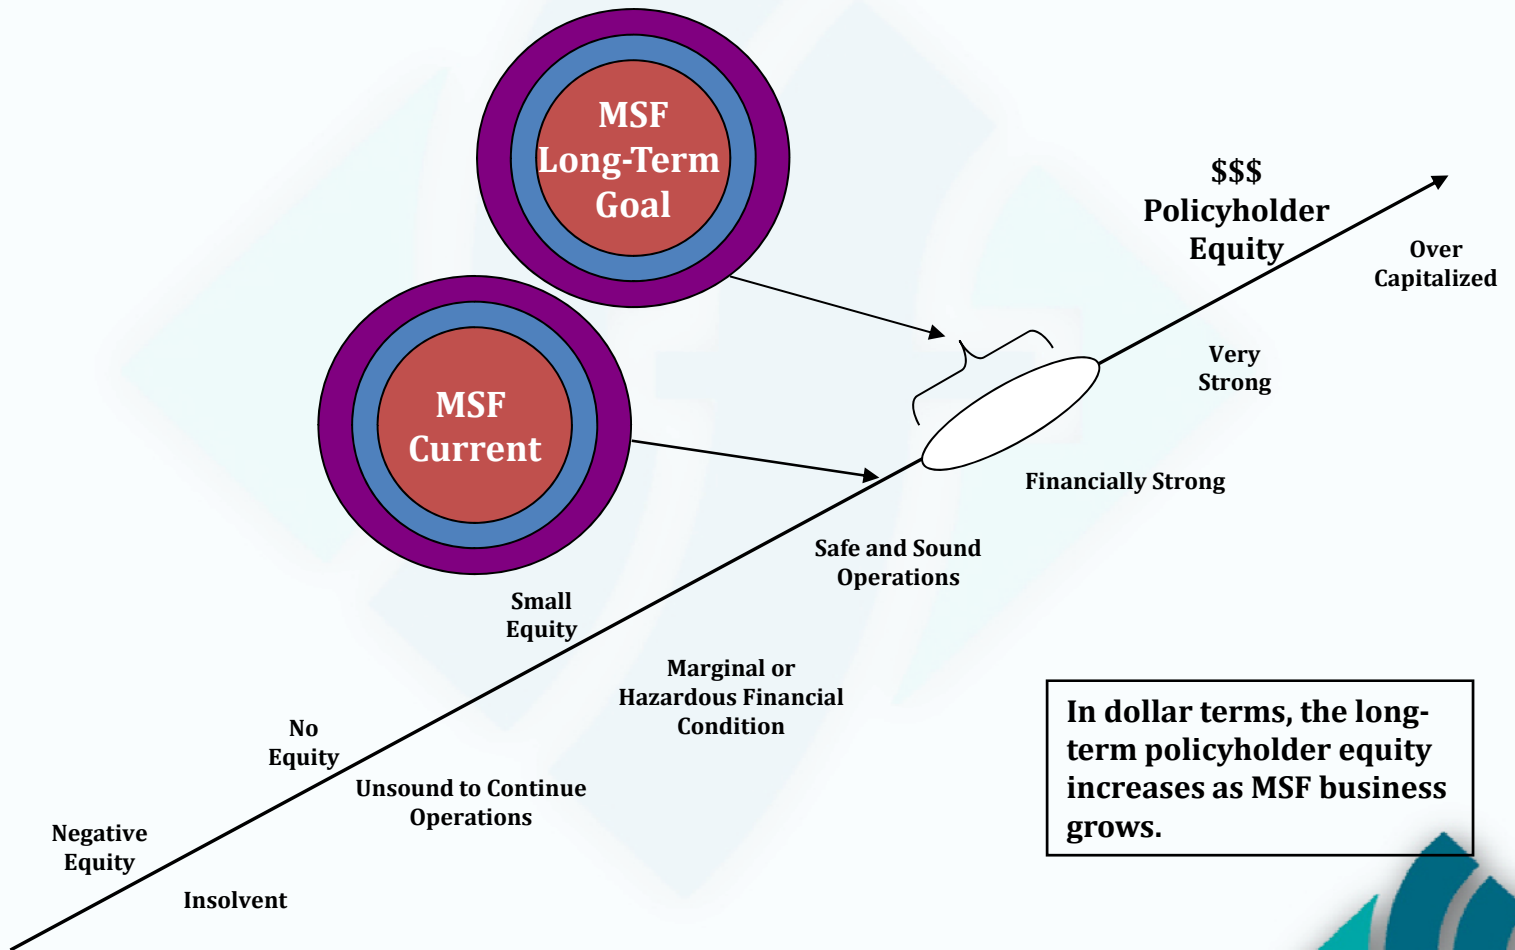 MSF
Long-Term
Goal
$$$
Policyholder
Equity
Over
Capitalized
MSF
Current
Very
Strong
Financially Strong
Safe and Sound
Operations
Small
Equity
Marginal or
Hazardous Financial
Condition
No
Equity
Unsound to Continue
Operations
Negative
Equity
Insolvent
In dollar terms, the long-
term policyholder equity
increases as MSF business
grows.